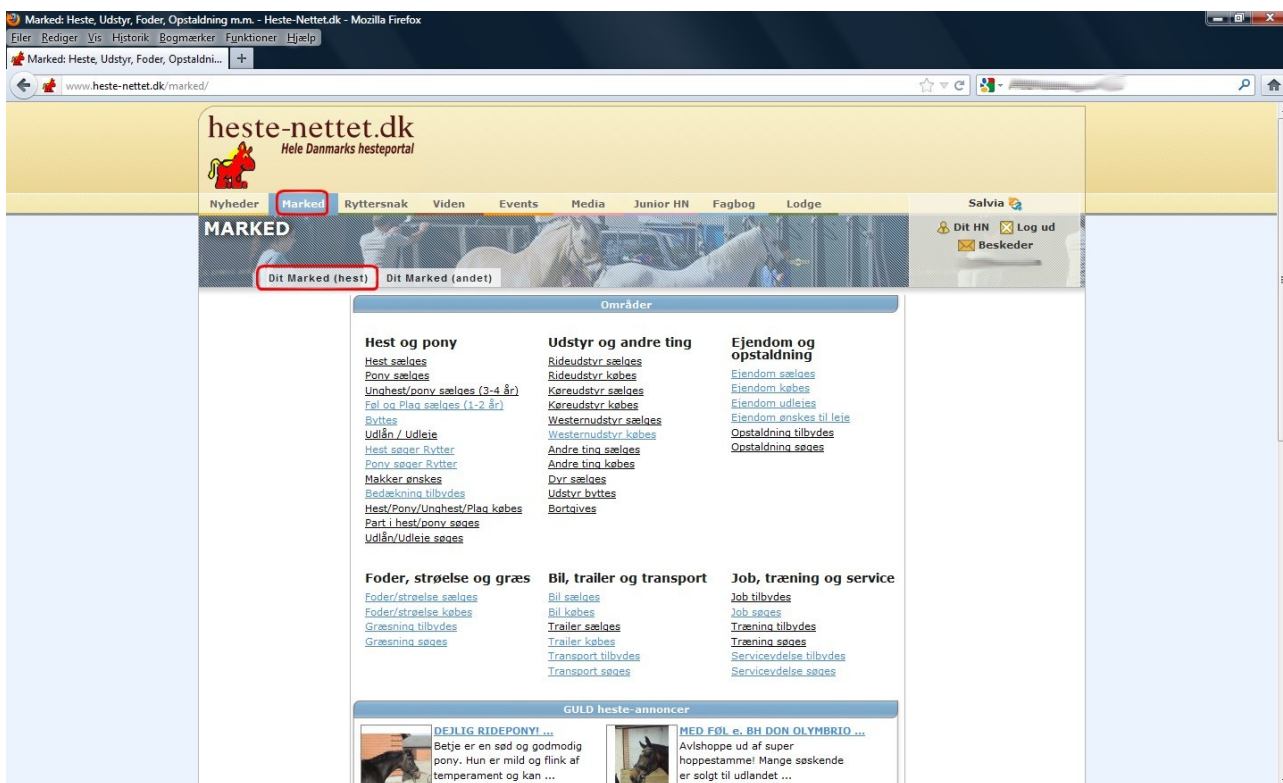 Marked: Heste, Udstyr, Foder, Opstaldning m.m. - Heste-Nettet.dk - Mozilla Firefox
Filer Rediger Vis Historik Bogmærker Funktioner Hjælp
Marked: Heste, Udstyr, Foder, Opstaldni... +
www.heste-nettet.dk/marked/
heste-nettet.dk
Hele Danmarks hesteportal
Nyheder Marked Ryttersnak Viden Events Media Junior HN Fagbog Lodge Salvia
MARKED
Dit HN Log ud
Beskeder
Dit Marked (hest) Dit Marked (andet)
Områder
Hest og pony
Hest sælges
Pony sælges
Unghest/pony sælges (3-4 år)
Føl og Plag sælges (1-2 år)
Byttes
Udlån / Udleje
Hest søger Rytter
Pony søger Rytter
Makker ønskes
Bedækning tilbydes
Hest/Pony/Unghest/Plag købes
Part i hest/pony søges
Udlån/Udleje søges
Udstyr og andre ting
Rideudstyr sælges
Rideudstyr købes
Køreudstyr sælges
Køreudstyr købes
Westernudstyr sælges
Westernudstyr købes
Andre ting sælges
Andre ting købes
Dyr sælges
Udstyr byttes
Bortgives
Ejendom og
opstaldning
Ejendom sælges
Ejendom købes
Ejendom udlejes
Ejendom ønskes til leje
Opstaldning tilbydes
Opstaldning søges
Foder, strøelse og græs
Foder/strøelse sælges
Foder/strøelse købes
Græsning tilbydes
Græsning søges
Bil, trailer og transport
Bil sælges
Bil købes
Trailer sælges
Trailer købes
Transport tilbydes
Transport søges
Job, træning og service
Job tilbydes
Job søges
Træning tilbydes
Træning søges
Serviceydelse tilbydes
Serviceydelse søges
GULD heste-annoncer
DEJLIG RIDEPONY! ...
Betje er en sød og godmodig
pony. Hun er mild og flink af
temperament og kan ...
MED FØL e. BH DON OLYMBRIO ...
Avlshoppe ud af super
hoppestamme! Mange søskende
er solgt til udlandet ...